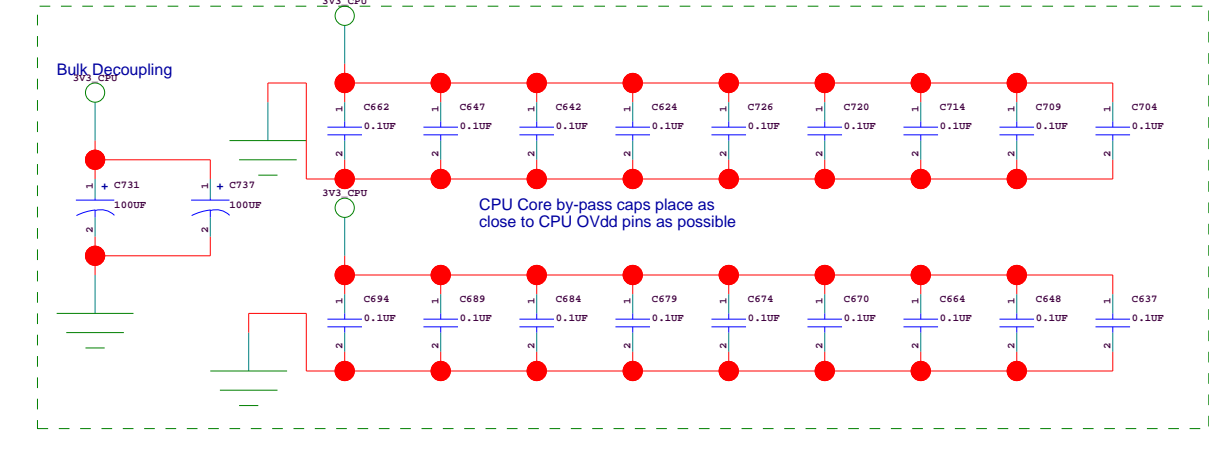 3V3_CPU
Bulk Decoupling
3V3_CPU
1 C662 1 C647 1 C642 1 C624 1 C726 1 C720 1 C714 1 C709 1 C704
0.1UF 0.1UF 0.1UF 0.1UF 0.1UF 0.1UF 0.1UF 0.1UF 0.1UF
2 2 2 2 2 2 2 2 2
1 + C731 1 + C737
100UF 100UF
2 2
3V3_CPU
CPU Core by-pass caps place as
close to CPU OVdd pins as possible
1 C694 1 C689 1 C684 1 C679 1 C674 1 C670 1 C664 1 C648 1 C637
0.1UF 0.1UF 0.1UF 0.1UF 0.1UF 0.1UF 0.1UF 0.1UF 0.1UF
2 2 2 2 2 2 2 2 2